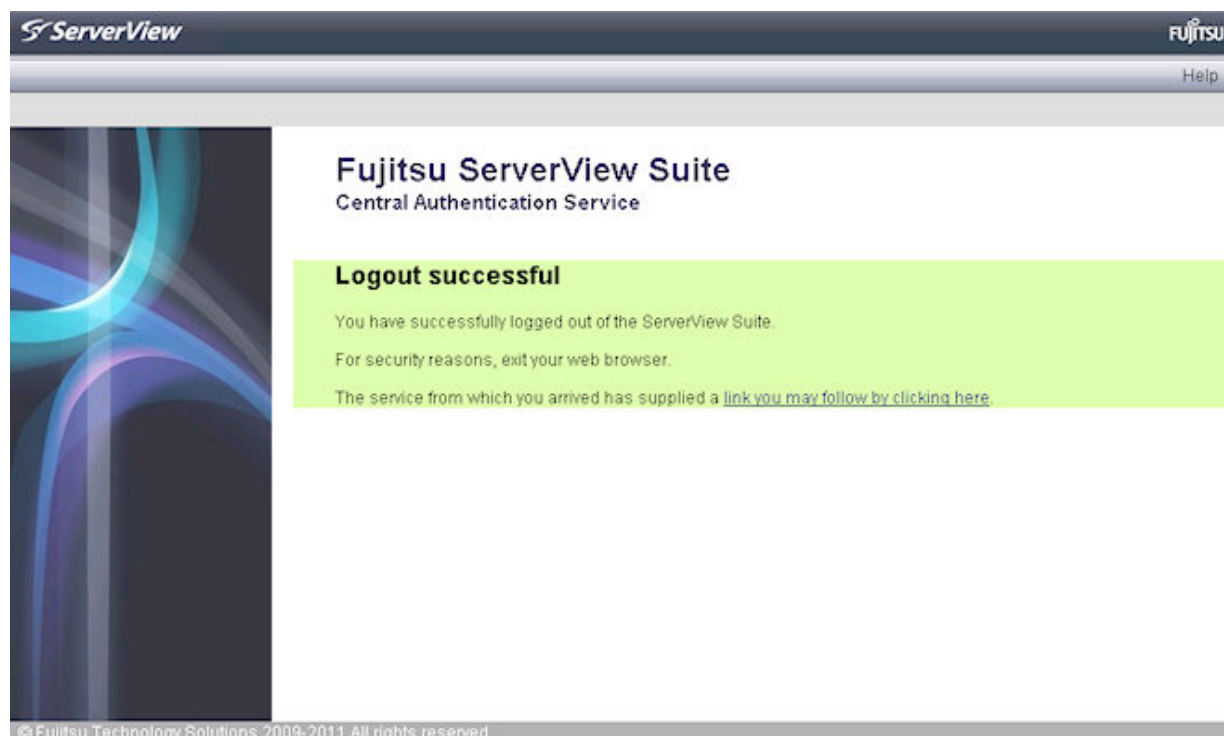 ServerView
FUJITSU
Help
Fujitsu ServerView Suite
Central Authentication Service
Logout successful
You have successfully logged out of the ServerView Suite.
For security reasons, exit your web browser.
The service from which you arrived has supplied a link you may follow by clicking here.
© Fujitsu Technology Solutions 2009-2011 All rights reserved